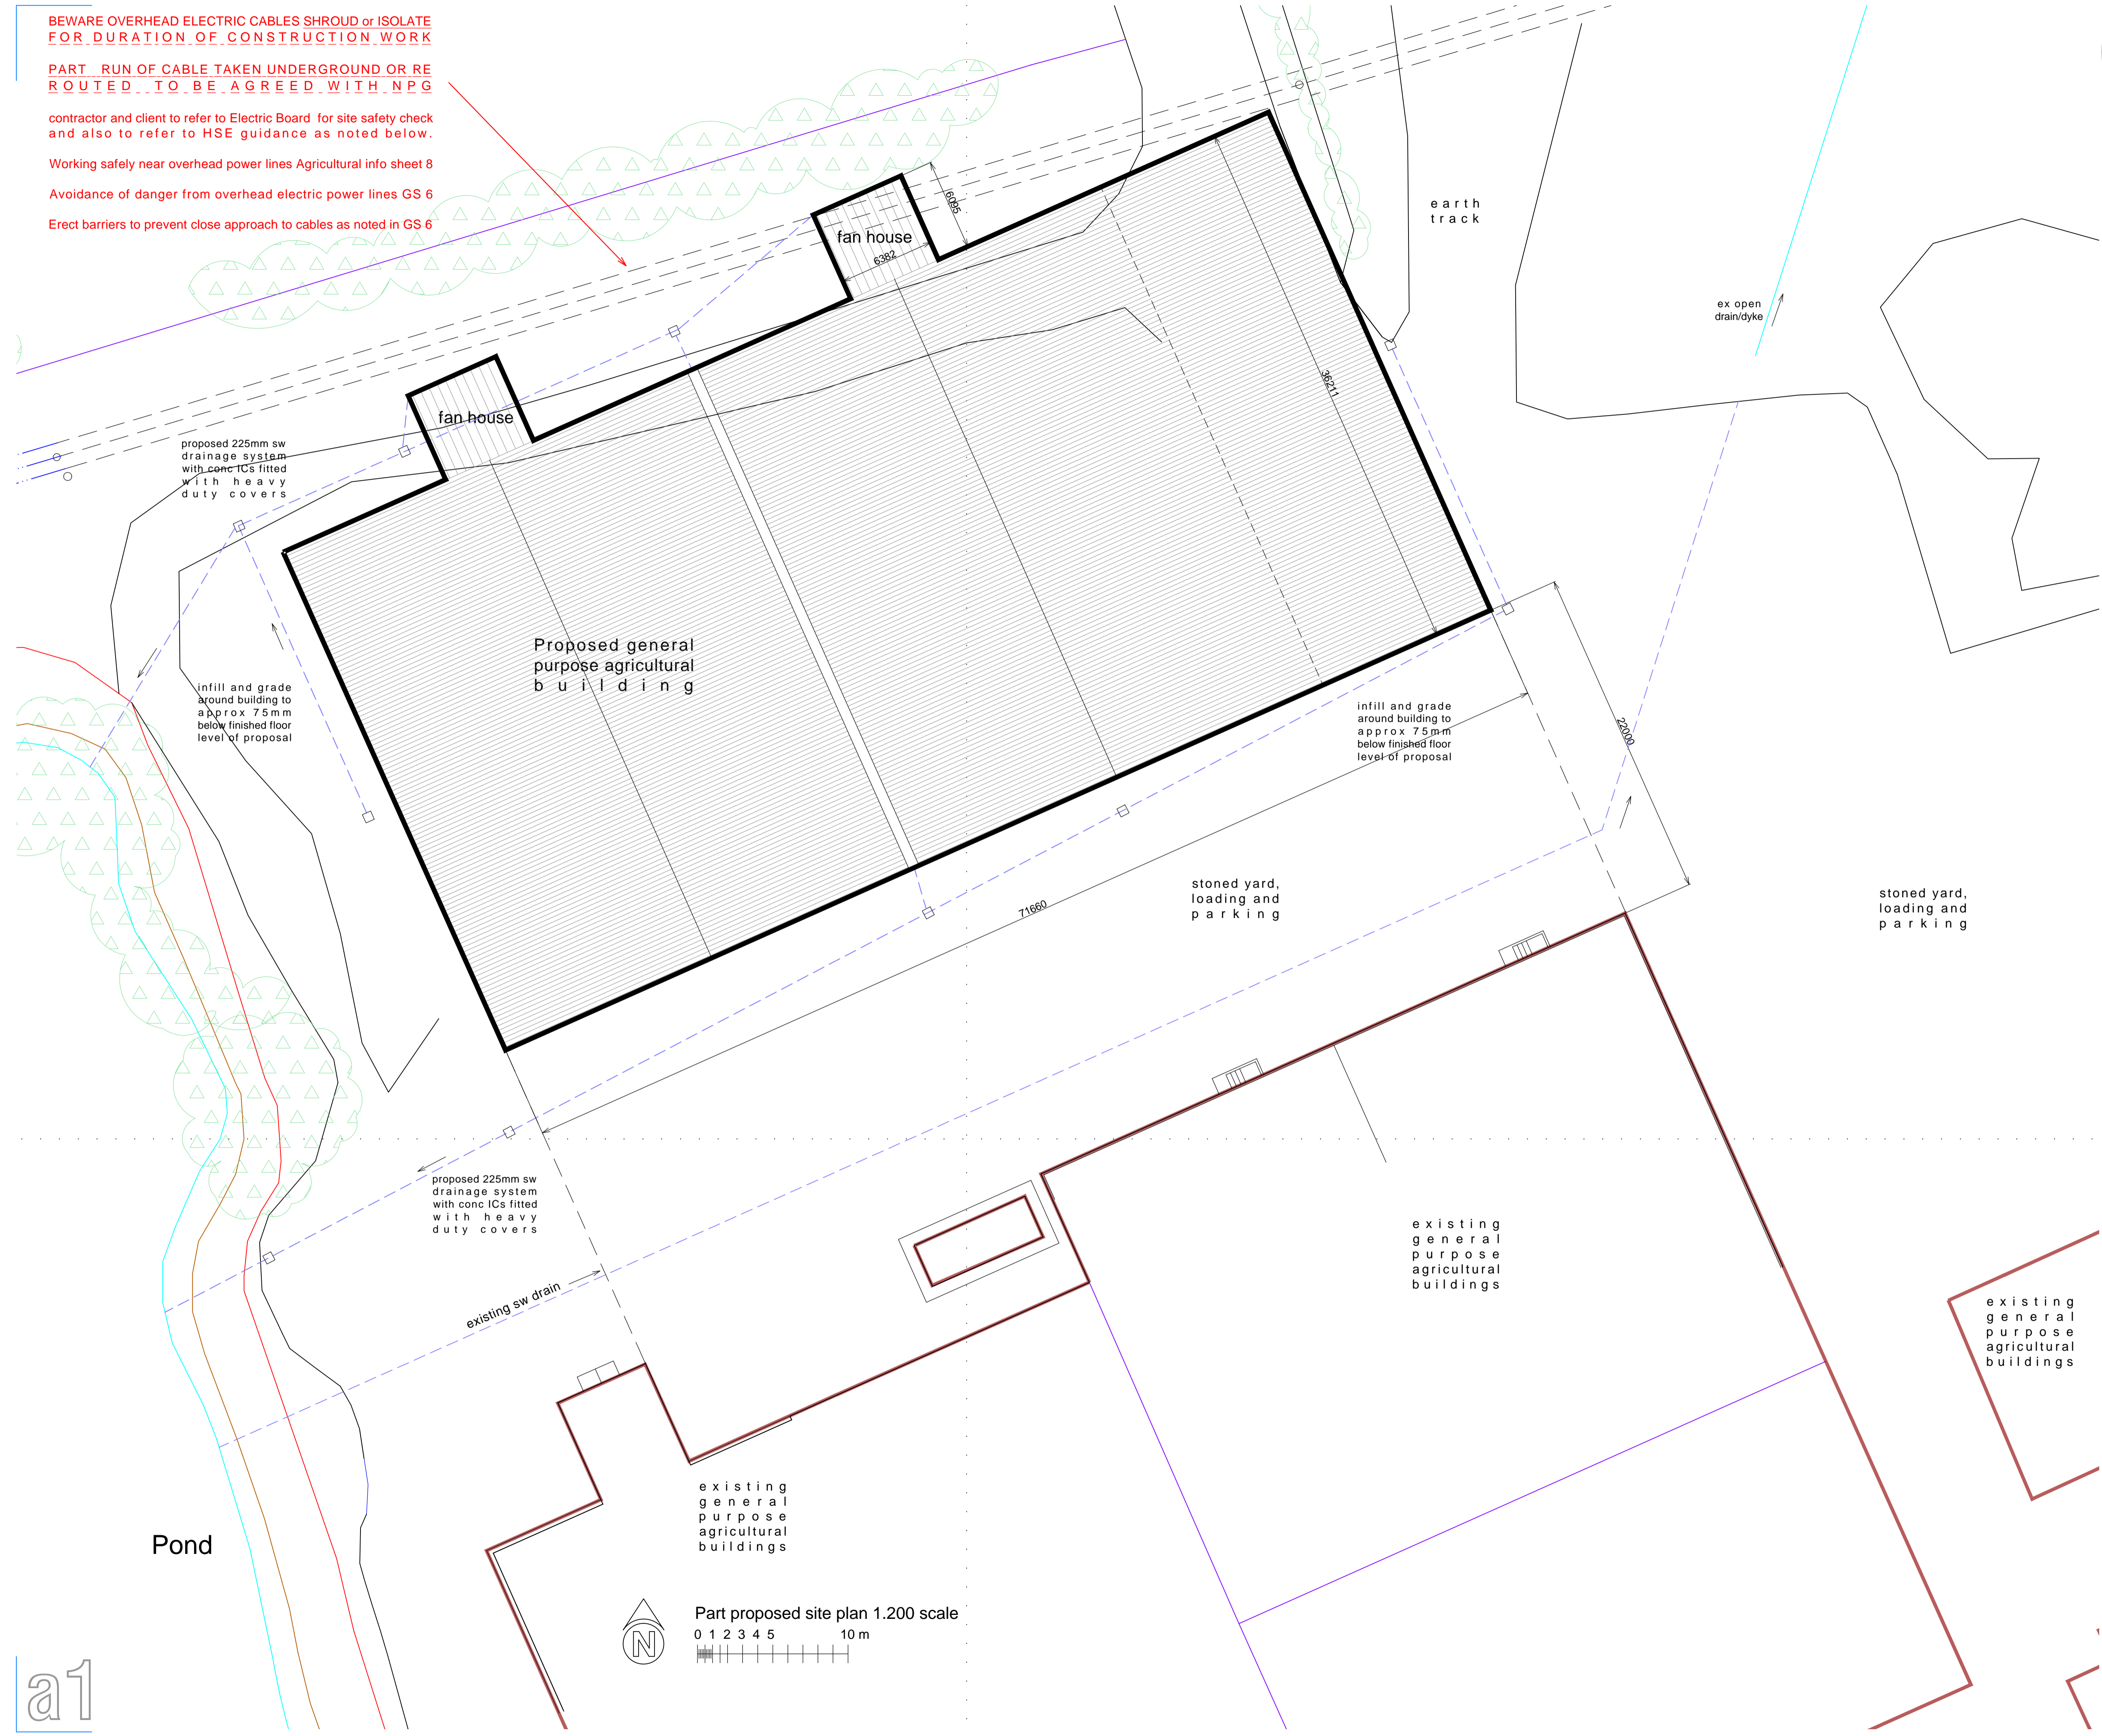 BEWARE OVERHEAD ELECTRIC CABLES SHROUD or ISOLATE
FOR DURATION OF CONSTRUCTION WORK
PART RUN OF CABLE TAKEN UNDERGROUND OR RE
ROUTED TO BE AGREED WITH NPG
contractor and client to refer to Electric Board for site safety check
and also to refer to HSE guidance as noted below.
Working safely near overhead power lines Agricultural info sheet 8
Avoidance of danger from overhead electric power lines GS 6
Erect barriers to prevent close approach to cables as noted in GS 6
fan house
6382
6095
earth
track
ex open
drain/dyke
fan house
36211
proposed 225mm sw
drainage system
with conc ICs fitted
with heavy
duty covers
Proposed general
purpose agricultural
building
infill and grade
around building to
approx 75mm
below finished floor
level of proposal
infill and grade
around building to
approx 75mm
below finished floor
level of proposal
22000
71660
stoned yard,
loading and
parking
stoned yard,
loading and
parking
proposed 225mm sw
drainage system
with conc ICs fitted
with heavy
duty covers
existing sw drain
existing
general
purpose
agricultural
buildings
existing
general
purpose
agricultural
buildings
existing
general
purpose
agricultural
buildings
Pond
N
Part proposed site plan 1.200 scale
0 1 2 3 4 5 10 m
a1